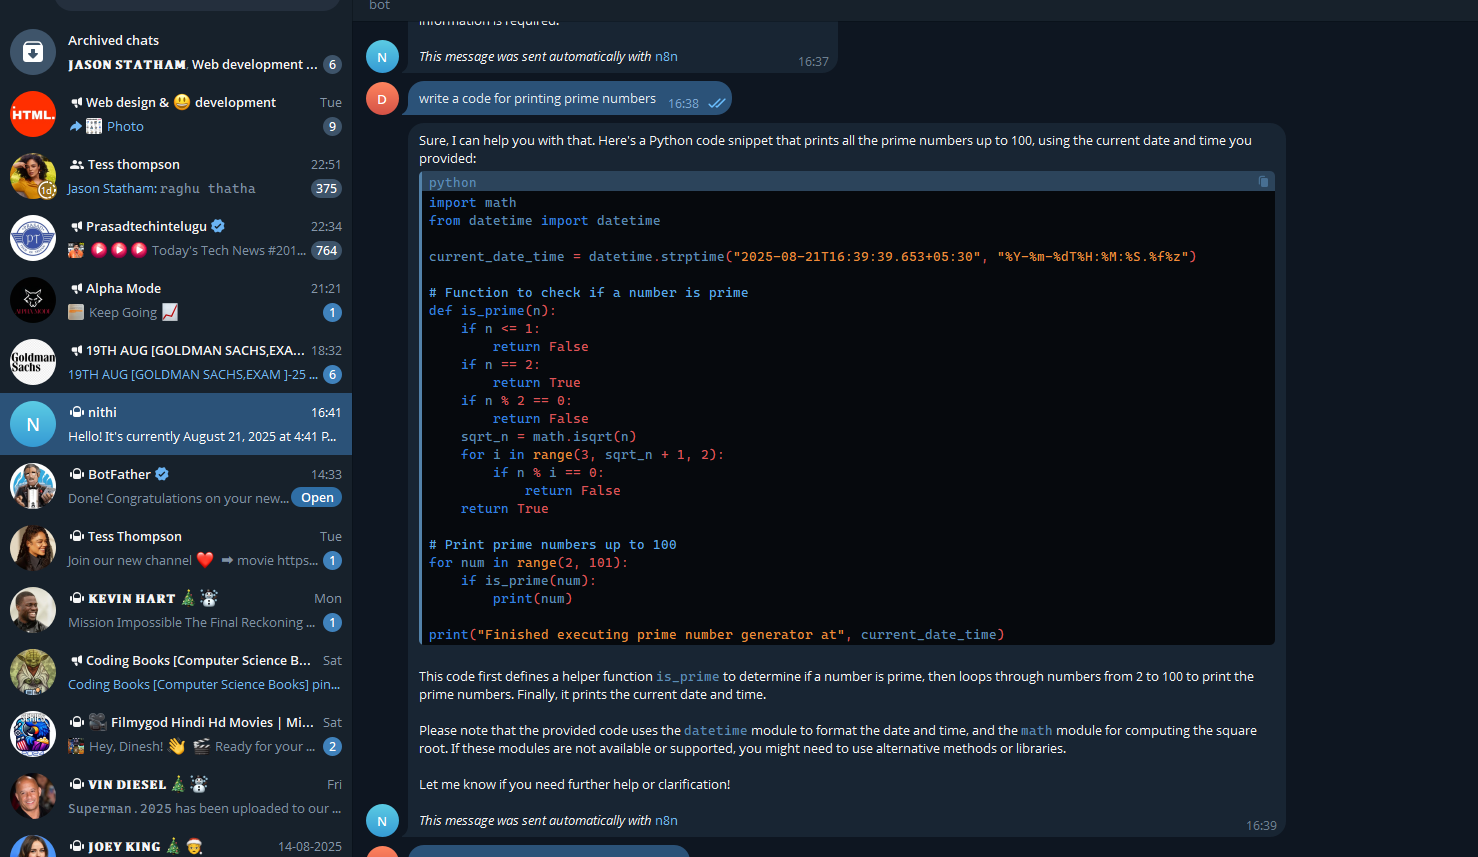 bot
information is required.
This message was sent automatically with n8n
16:37
write a code for printing prime numbers
16:38
Sure, I can help you with that. Here's a Python code snippet that prints all the prime numbers up to 100, using the current date and time you
provided:
python
import math
from datetime import datetime
current_date_time = datetime.strptime("2025-08-21T16:39:39.653+05:30", "%Y-%m-%dT%H:%M:%S.%f%z")
# Function to check if a number is prime
def is_prime(n):
    if n <= 1:
        return False
    if n == 2:
        return True
    if n % 2 == 0:
        return False
    sqrt_n = math.isqrt(n)
    for i in range(3, sqrt_n + 1, 2):
        if n % i == 0:
            return False
    return True
# Print prime numbers up to 100
for num in range(2, 101):
    if is_prime(num):
        print(num)
print("Finished executing prime number generator at", current_date_time)
This code first defines a helper function is_prime to determine if a number is prime, then loops through numbers from 2 to 100 to print the
prime numbers. Finally, it prints the current date and time.
Please note that the provided code uses the datetime module to format the date and time, and the math module for computing the square
root. If these modules are not available or supported, you might need to use alternative methods or libraries.
Let me know if you need further help or clarification!
This message was sent automatically with n8n
16:39
N
D
N
Archived chats
JASON STATHAM, Web development ... 6
HTML.
Web design & 😃 development Tue
Photo 9
Tess thompson 22:51
1d
Jason Statham: raghu thatha 375
PT
Prasadtechintelugu 22:34
Today's Tech News #201... 764
Alpha Mode 21:21
Keep Going 📈 1
Goldman
Sachs
19TH AUG [GOLDMAN SACHS,EXA... 18:32
19TH AUG [GOLDMAN SACHS,EXAM ]-25 ... 6
N
nithi 16:41
Hello! It's currently August 21, 2025 at 4:41 P...
BotFather 14:33
Done! Congratulations on your new... Open
Tess Thompson Tue
Join our new channel ❤️ ➡ movie https... 1
KEVIN HART 🎄☃️ Mon
Mission Impossible The Final Reckoning ... 1
Coding Books [Computer Science B... Sat
Coding Books [Computer Science Books] pin...
🎥 Filmygod Hindi Hd Movies | Mi... Sat
Hey, Dinesh! 👋 🎬 Ready for your ... 2
VIN DIESEL 🎄☃️ Fri
Superman.2025 has been uploaded to our ...
JOEY KING 🎄🎅 14-08-2025